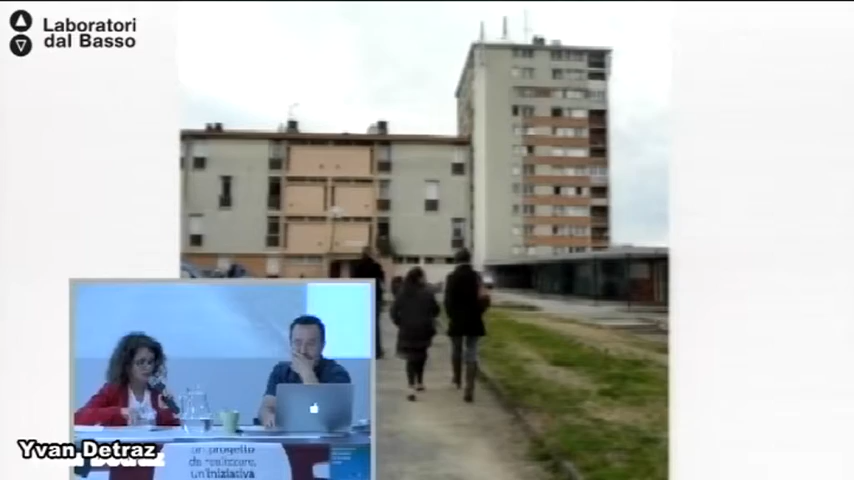 Laboratori
dal Basso
Yvan Detraz
un progetto
da realizzare,
un'iniziativa